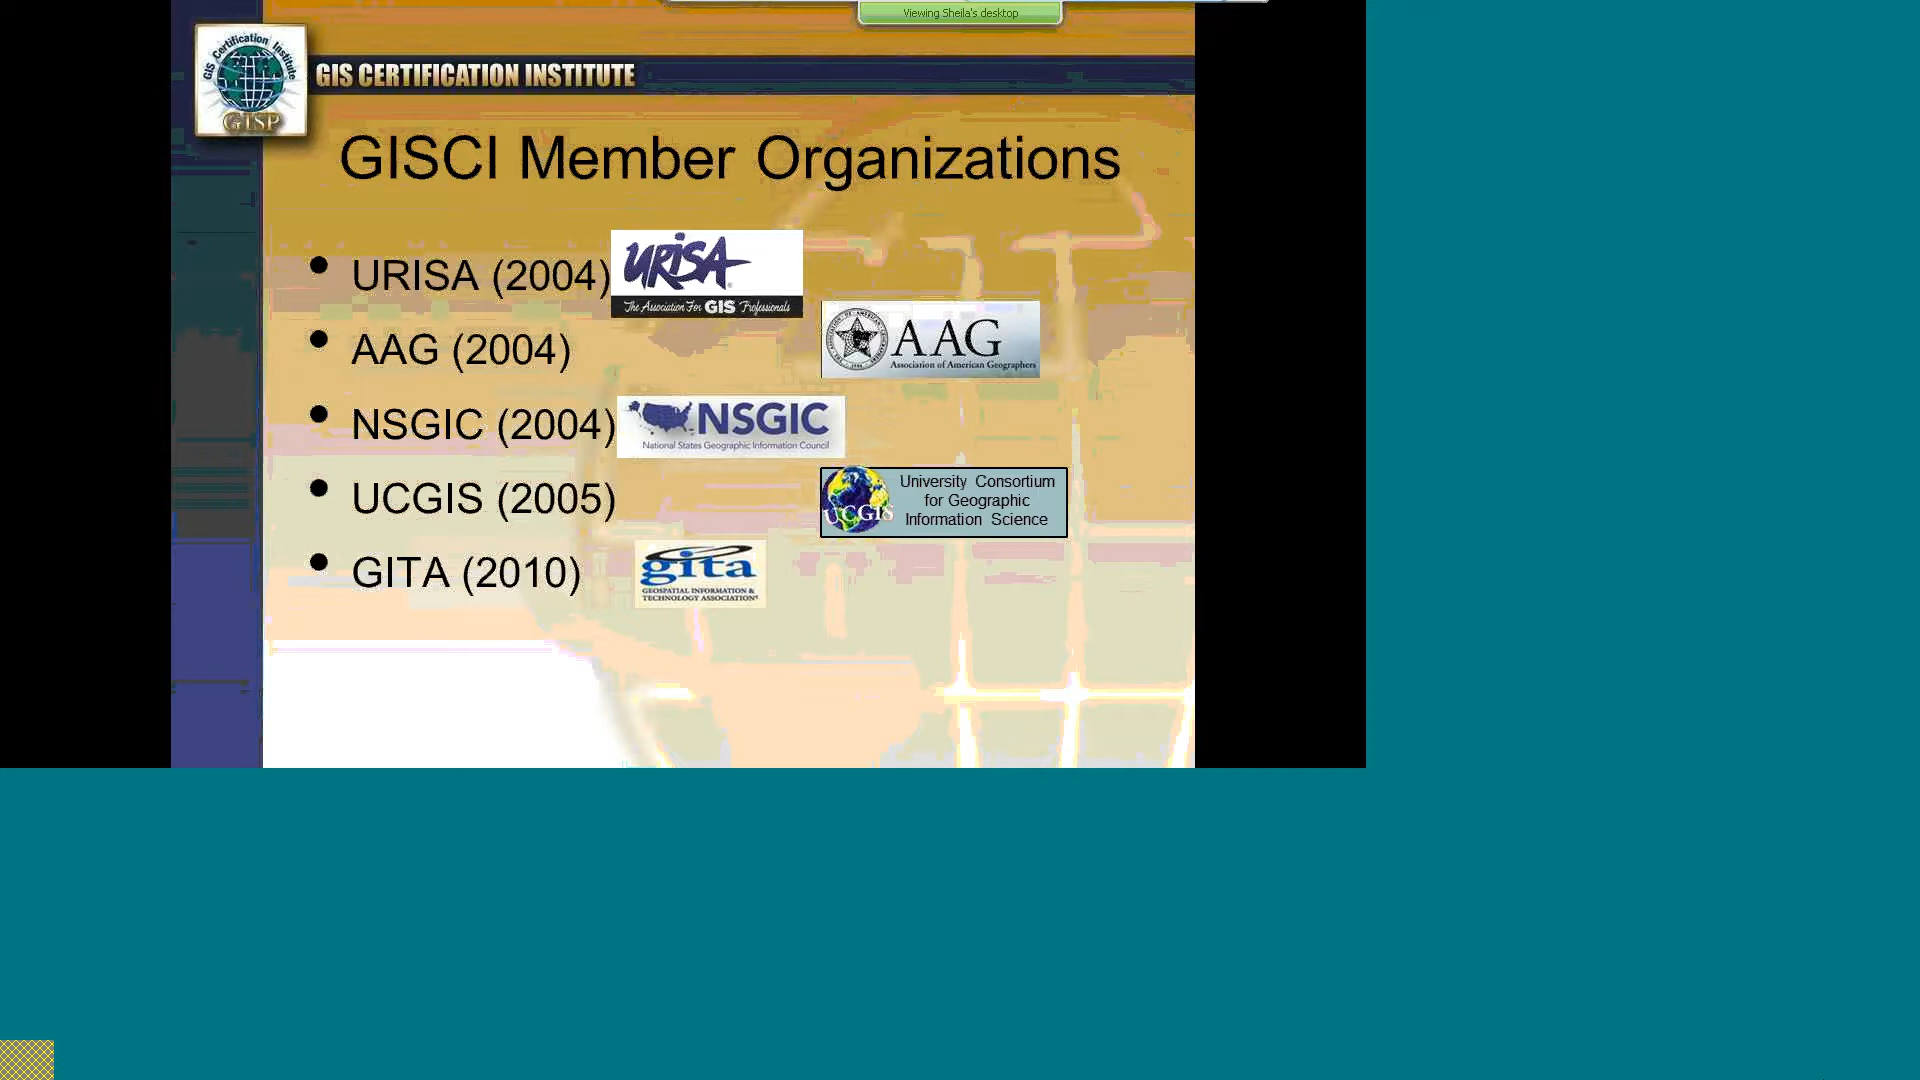 Viewing Sheila's desktop
GIS Certification Institute
GISP
GIS CERTIFICATION INSTITUTE
GISCI Member Organizations
• URISA (2004)
URISA
The Association For GIS Professionals
• AAG (2004)
AAG
Association of American Geographers
• NSGIC (2004)
NSGIC
National States Geographic Information Council
• UCGIS (2005)
UCGIS
University Consortium
for Geographic
Information Science
• GITA (2010)
gita
GEOSPATIAL INFORMATION &
TECHNOLOGY ASSOCIATION